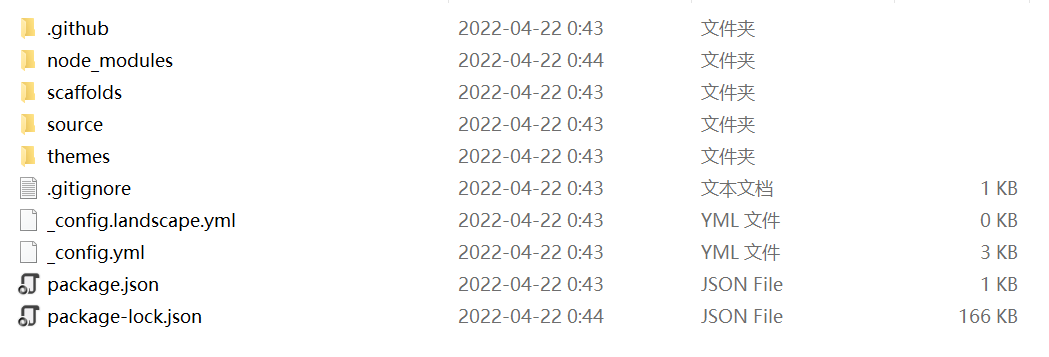 .github 2022-04-22 0:43 文件夹
node_modules 2022-04-22 0:44 文件夹
scaffolds 2022-04-22 0:43 文件夹
source 2022-04-22 0:43 文件夹
themes 2022-04-22 0:43 文件夹
.gitignore 2022-04-22 0:43 文本文档 1 KB
_config.landscape.yml 2022-04-22 0:43 YML 文件 0 KB
_config.yml 2022-04-22 0:43 YML 文件 3 KB
package.json 2022-04-22 0:43 JSON File 1 KB
package-lock.json 2022-04-22 0:44 JSON File 166 KB